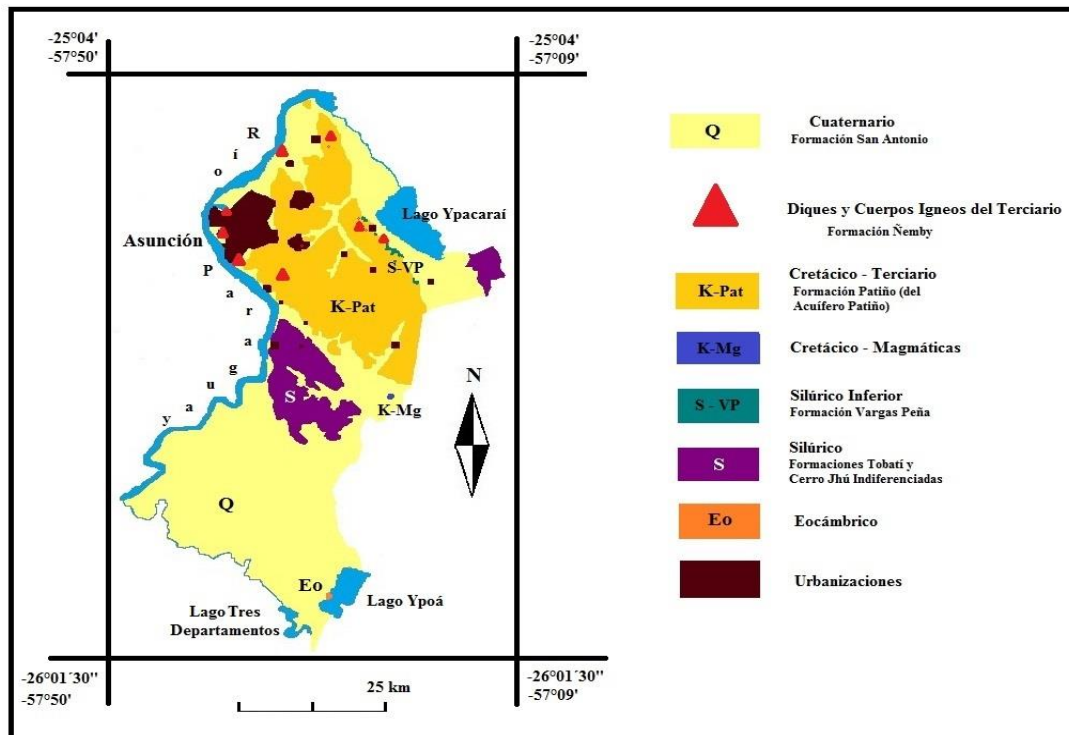 -25°04'
-57°50'
-25°04'
-57°09'
Río Paraguay
Asunción
Lago Ypacaraí
S-VP
K-Pat
S
K-Mg
N
Q
Eo
Lago Ypoá
Lago Tres
Departamentos
-26°01´30"
-57°50'
25 km
-26°01´30"
-57°09'
Q
Cuaternario
Formación San Antonio
Diques y Cuerpos Igneos del Terciario
Formación Ñemby
K-Pat
Cretácico - Terciario
Formación Patiño (del
Acuífero Patiño)
K-Mg
Cretácico - Magmáticas
S - VP
Silúrico Inferior
Formación Vargas Peña
S
Silúrico
Formaciones Tobatí y
Cerro Jhú Indiferenciadas
Eo
Eocámbrico
Urbanizaciones